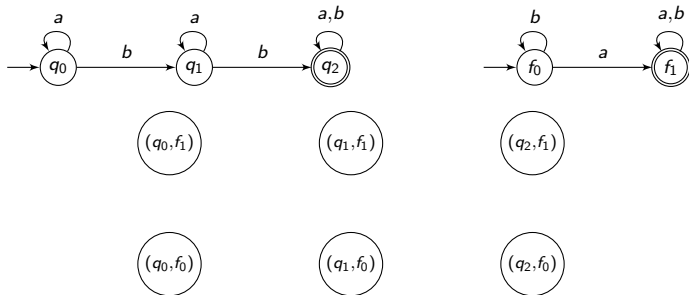 a a a,b b a,b
q0 b q1 b q2 f0 a f1
(q0,f1) (q1,f1) (q2,f1)
(q0,f0) (q1,f0) (q2,f0)